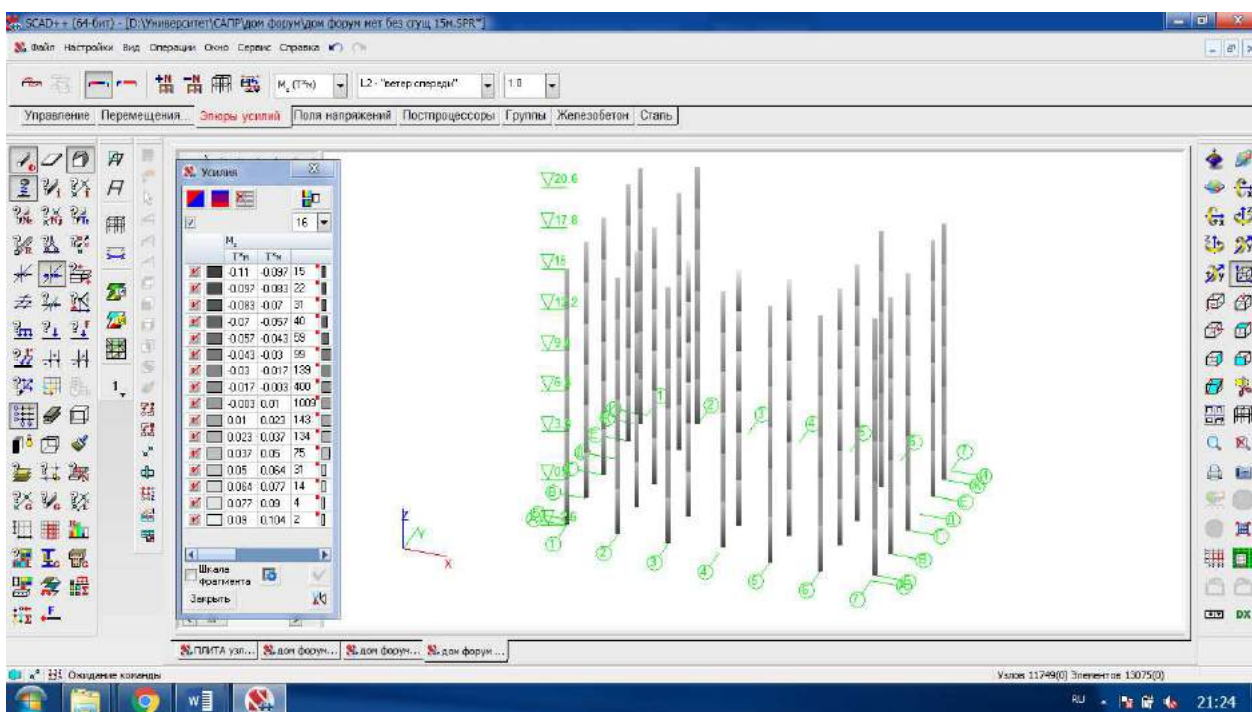 SCAD++ (64-бит) - [D:\Университет\САПР\дом форум\дом форум мет без сгущ 15м.SPR*]
Файл Настройки Вид Операции Окно Сервис Справка
L2 - "ветер спереди" 1.0
Управление Перемещения... Эпюры усилий Поля напряжений Постпроцессоры Группы Железобетон Сталь
Усилия
16
T*м T*м
-0.11 -0.097 15
-0.097 -0.083 22
-0.083 -0.07 31
-0.07 -0.057 40
-0.057 -0.043 59
-0.043 -0.03 99
-0.03 -0.017 139
-0.017 -0.003 400
-0.003 0.01 1009
0.01 0.023 143
0.023 0.037 134
0.037 0.05 75
0.05 0.064 31
0.064 0.077 14
0.077 0.09 4
0.09 0.104 2
Шкала фрагмента
Закрыть
20.6
17.8
Z
Y
X
1
2
3
4
5
6
7
ПЛИТА узл... дом форум... дом форум... дом форум ...
Ожидание команды
Узлов 11749(0) Элементов 13075(0)
RU 21:24